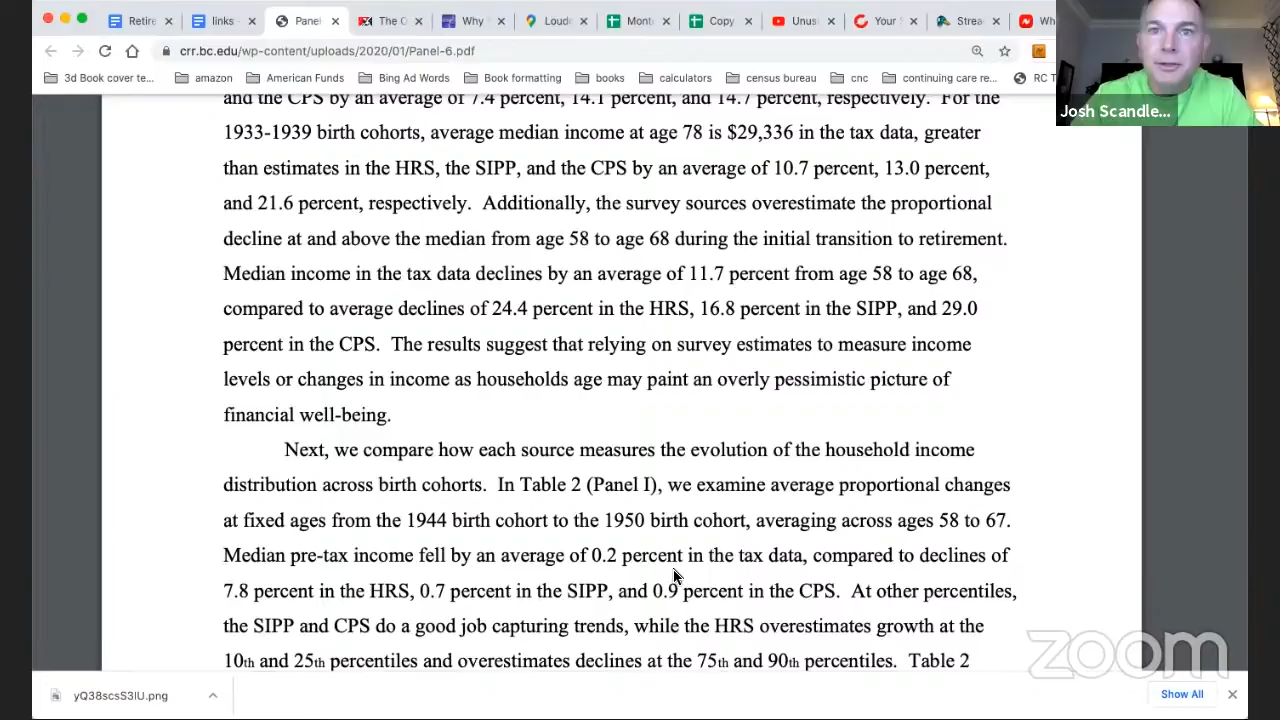 Retire
links
Panel
The C
Why
Loud
Mont
Copy
Unus
Your
Strea
Wh
crr.bc.edu/wp-content/uploads/2020/01/Panel-6.pdf
3d Book cover te...
amazon
American Funds
Bing Ad Words
Book formatting
books
calculators
census bureau
cnc
continuing care re...
RC T
Josh Scandle...
and the CPS by an average of 7.4 percent, 14.1 percent, and 14.7 percent, respectively. For the
1933-1939 birth cohorts, average median income at age 78 is $29,336 in the tax data, greater
than estimates in the HRS, the SIPP, and the CPS by an average of 10.7 percent, 13.0 percent,
and 21.6 percent, respectively. Additionally, the survey sources overestimate the proportional
decline at and above the median from age 58 to age 68 during the initial transition to retirement.
Median income in the tax data declines by an average of 11.7 percent from age 58 to age 68,
compared to average declines of 24.4 percent in the HRS, 16.8 percent in the SIPP, and 29.0
percent in the CPS. The results suggest that relying on survey estimates to measure income
levels or changes in income as households age may paint an overly pessimistic picture of
financial well-being.
Next, we compare how each source measures the evolution of the household income
distribution across birth cohorts. In Table 2 (Panel I), we examine average proportional changes
at fixed ages from the 1944 birth cohort to the 1950 birth cohort, averaging across ages 58 to 67.
Median pre-tax income fell by an average of 0.2 percent in the tax data, compared to declines of
7.8 percent in the HRS, 0.7 percent in the SIPP, and 0.9 percent in the CPS. At other percentiles,
the SIPP and CPS do a good job capturing trends, while the HRS overestimates growth at the
10th and 25th percentiles and overestimates declines at the 75th and 90th percentiles. Table 2
zoom
yQ38scsS3lU.png
Show All